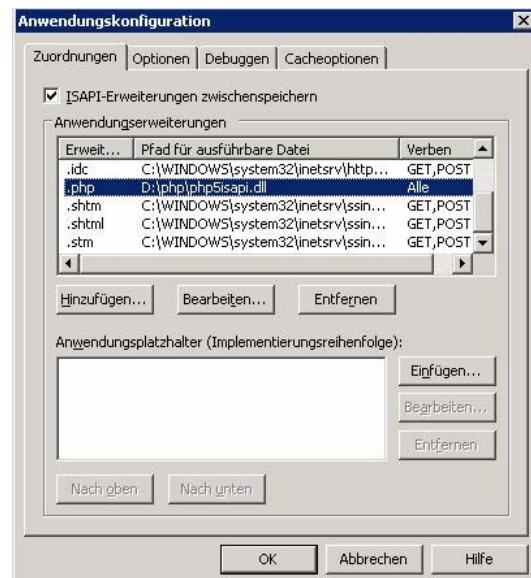 Anwendungskonfiguration
Zuordnungen Optionen Debuggen Cacheoptionen
ISAPI-Erweiterungen zwischenspeichern
Anwendungserweiterungen
Erweit... Pfad für ausführbare Datei Verben
.idc C:\WINDOWS\system32\inetsrv\http... GET,POST
.php D:\php\php5isapi.dll Alle
.shtm C:\WINDOWS\system32\inetsrv\ssin... GET,POST
.shtml C:\WINDOWS\system32\inetsrv\ssin... GET,POST
.stm C:\WINDOWS\system32\inetsrv\ssin... GET,POST
Hinzufügen... Bearbeiten... Entfernen
Anwendungsplatzhalter (Implementierungsreihenfolge):
Einfügen...
Bearbeiten...
Entfernen
Nach oben Nach unten
OK Abbrechen Hilfe